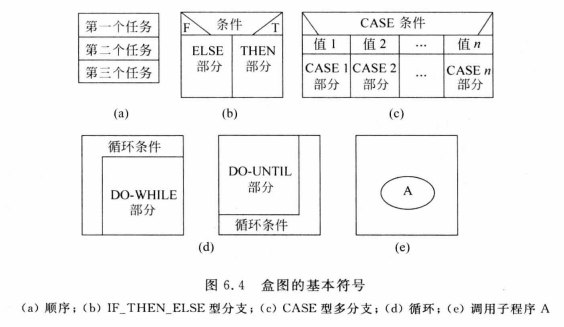 第一个任务
第二个任务
第三个任务
(a)
F 条件 T
ELSE 部分
THEN 部分
(b)
CASE 条件
值 1 值 2 … 值 n
CASE 1 部分
CASE 2 部分
…
CASE n 部分
(c)
循环条件
DO-WHILE
部分
DO-UNTIL
部分
循环条件
(d)
A
(e)
图 6.4 盒图的基本符号
(a) 顺序；(b) IF_THEN_ELSE 型分支；(c) CASE 型多分支；(d) 循环；(e) 调用子程序 A